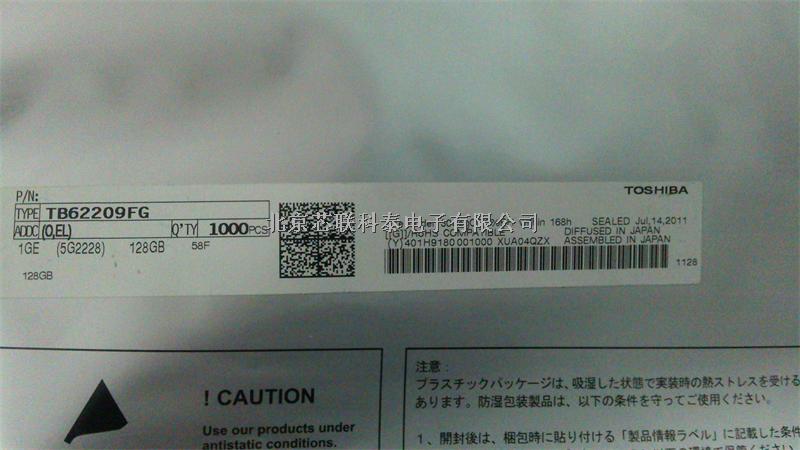 P/N:
TOSHIBA
TYPE TB62209FG
ADDC (O,EL) Q'TY 1000PCS
1GE (5G2228) 128GB 58F
128GB
北京芯联科泰电子有限公司
in 168h SEALED Jul,14,2011
[[G]]/RoHS COMPATIBLE DIFFUSED IN JAPAN
(Y)401H9180001000 XUA04QZX ASSEMBLED IN JAPAN
1128
! CAUTION
Use our products under
antistatic conditions.
注意:
プラスチックパッケージは、吸湿した状態で実装時の熱ストレスを受ける
あります。防湿包装製品は、以下の条件を守ってご使用ください。
1、開封後は、梱包時に貼り付ける「製品情報ラベル」に記載した条件